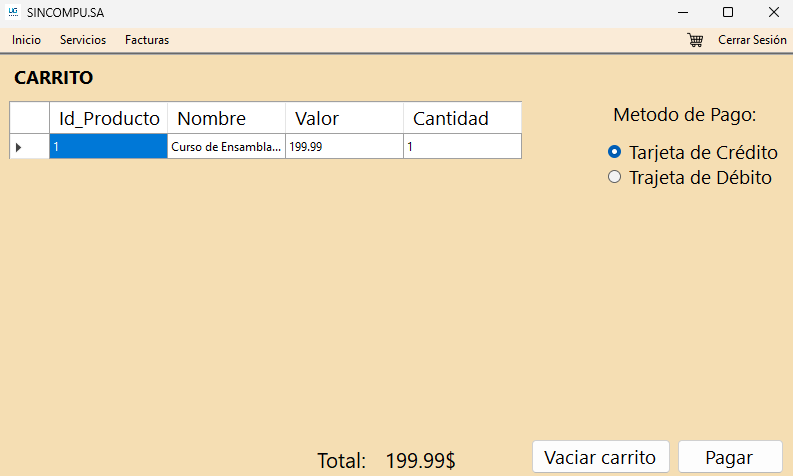 UG SINCOMPU.SA
Inicio Servicios Facturas Cerrar Sesión
CARRITO
Id_Producto Nombre Valor Cantidad
1 Curso de Ensambla... 199.99 1
Metodo de Pago:
Tarjeta de Crédito
Trajeta de Débito
Total: 199.99$ Vaciar carrito Pagar